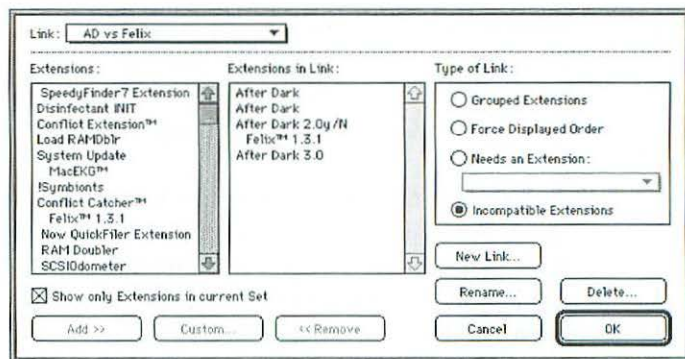 Link: AD vs Felix
Extensions:
SpeedyFinder7 Extension
Disinfectant INIT
Conflict Extension™
Load RAMDblr
System Update
MacEKG™
!Symbionts
Conflict Catcher™
Felix™ 1.3.1
Now QuickFiler Extension
RAM Doubler
SCSIOdometer
Extensions in Link:
After Dark
After Dark
After Dark 2.0y/N
Felix™ 1.3.1
After Dark 3.0
Type of Link:
Grouped Extensions
Force Displayed Order
Needs an Extension:
Incompatible Extensions
Show only Extensions in current Set
Add >>
Custom...
<< Remove
New Link...
Rename...
Delete...
Cancel
OK